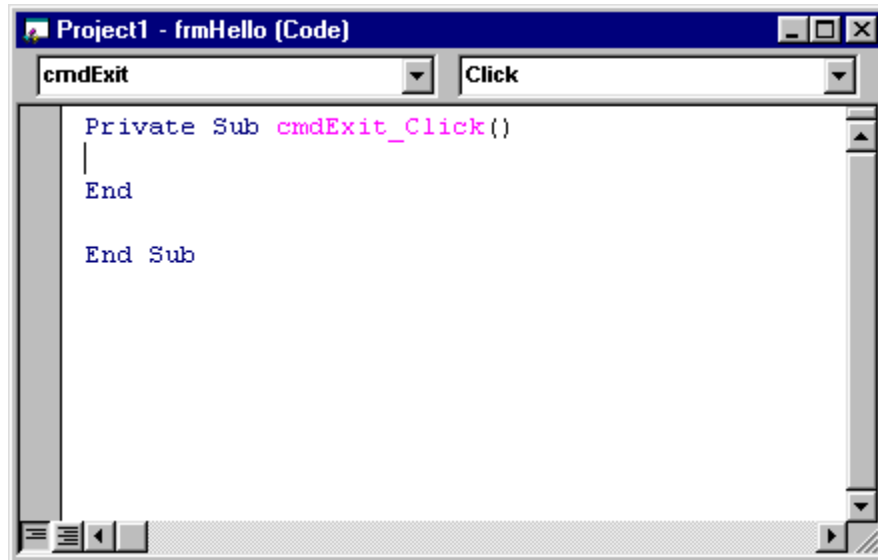 Project1 - frmHello (Code)
cmdExit Click
Private Sub cmdExit_Click()
End
End Sub